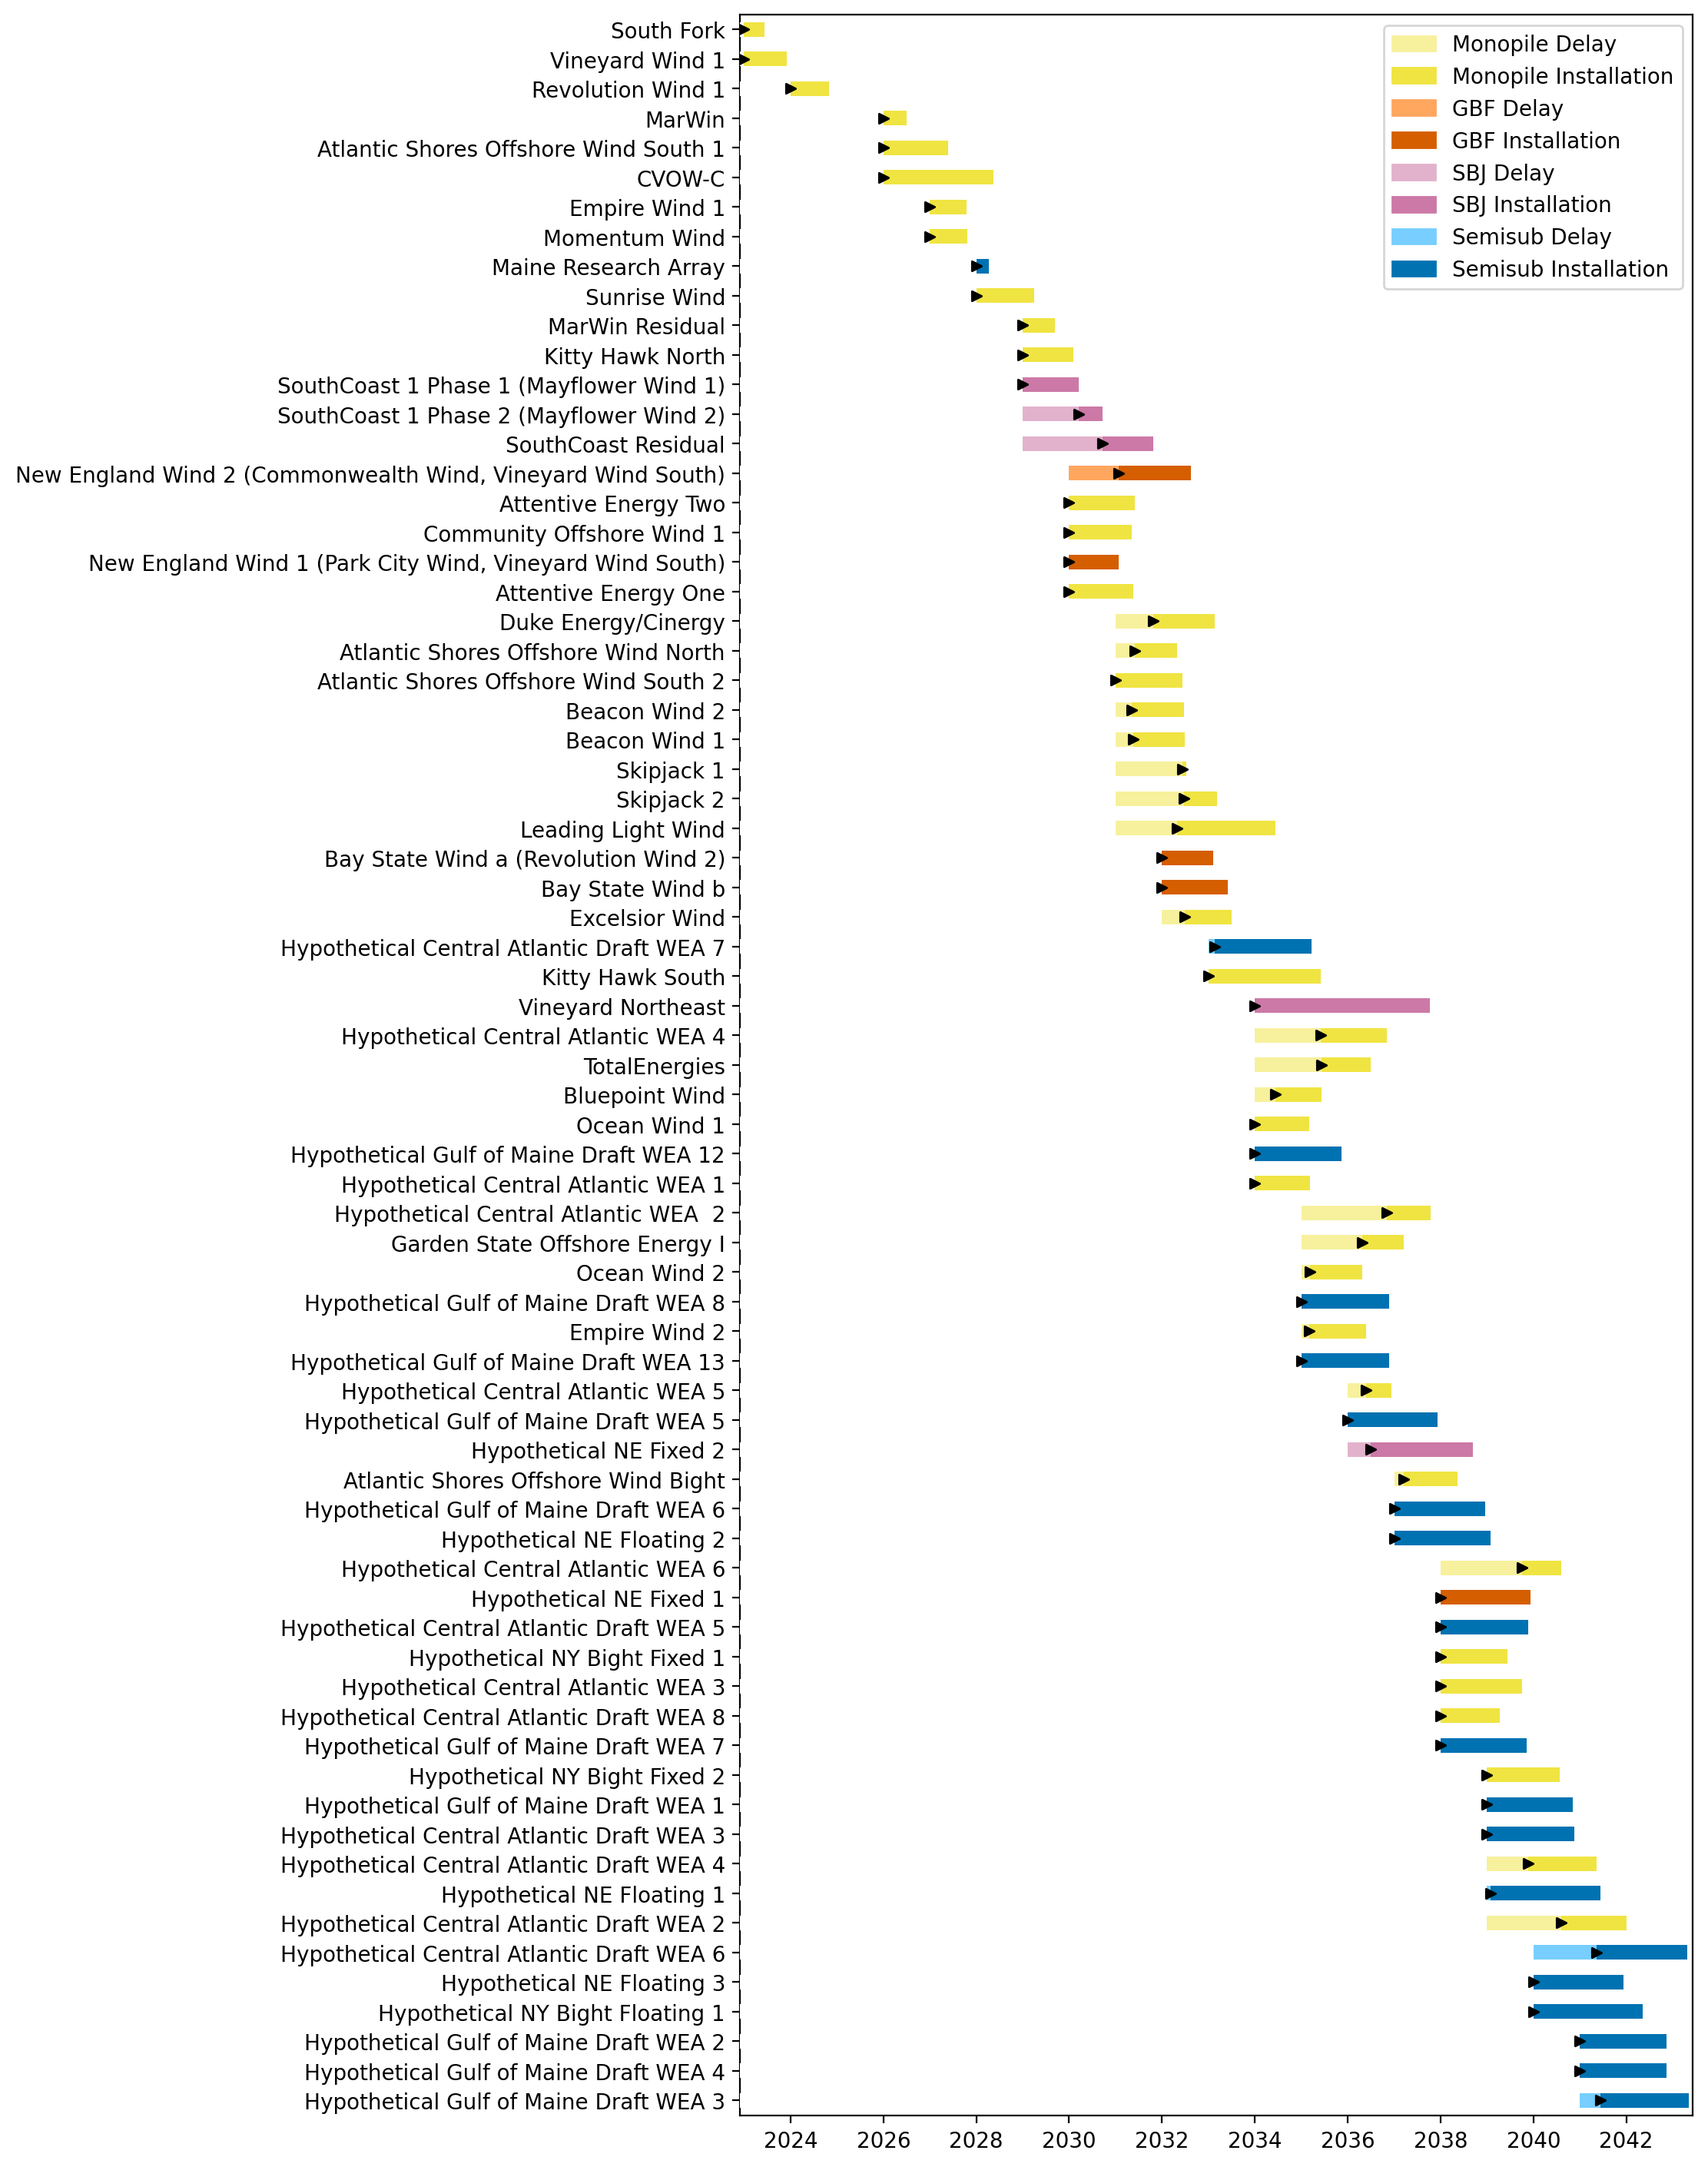 South Fork
Vineyard Wind 1
Revolution Wind 1
MarWin
Atlantic Shores Offshore Wind South 1
CVOW-C
Empire Wind 1
Momentum Wind
Maine Research Array
Sunrise Wind
MarWin Residual
Kitty Hawk North
SouthCoast 1 Phase 1 (Mayflower Wind 1)
SouthCoast 1 Phase 2 (Mayflower Wind 2)
SouthCoast Residual
New England Wind 2 (Commonwealth Wind, Vineyard Wind South)
Attentive Energy Two
Community Offshore Wind 1
New England Wind 1 (Park City Wind, Vineyard Wind South)
Attentive Energy One
Duke Energy/Cinergy
Atlantic Shores Offshore Wind North
Atlantic Shores Offshore Wind South 2
Beacon Wind 2
Beacon Wind 1
Skipjack 1
Skipjack 2
Leading Light Wind
Bay State Wind a (Revolution Wind 2)
Bay State Wind b
Excelsior Wind
Hypothetical Central Atlantic Draft WEA 7
Kitty Hawk South
Vineyard Northeast
Hypothetical Central Atlantic WEA 4
TotalEnergies
Bluepoint Wind
Ocean Wind 1
Hypothetical Gulf of Maine Draft WEA 12
Hypothetical Central Atlantic WEA 1
Hypothetical Central Atlantic WEA  2
Garden State Offshore Energy I
Ocean Wind 2
Hypothetical Gulf of Maine Draft WEA 8
Empire Wind 2
Hypothetical Gulf of Maine Draft WEA 13
Hypothetical Central Atlantic WEA 5
Hypothetical Gulf of Maine Draft WEA 5
Hypothetical NE Fixed 2
Atlantic Shores Offshore Wind Bight
Hypothetical Gulf of Maine Draft WEA 6
Hypothetical NE Floating 2
Hypothetical Central Atlantic WEA 6
Hypothetical NE Fixed 1
Hypothetical Central Atlantic Draft WEA 5
Hypothetical NY Bight Fixed 1
Hypothetical Central Atlantic WEA 3
Hypothetical Central Atlantic Draft WEA 8
Hypothetical Gulf of Maine Draft WEA 7
Hypothetical NY Bight Fixed 2
Hypothetical Gulf of Maine Draft WEA 1
Hypothetical Central Atlantic Draft WEA 3
Hypothetical Central Atlantic Draft WEA 4
Hypothetical NE Floating 1
Hypothetical Central Atlantic Draft WEA 2
Hypothetical Central Atlantic Draft WEA 6
Hypothetical NE Floating 3
Hypothetical NY Bight Floating 1
Hypothetical Gulf of Maine Draft WEA 2
Hypothetical Gulf of Maine Draft WEA 4
Hypothetical Gulf of Maine Draft WEA 3
Monopile Delay
Monopile Installation
GBF Delay
GBF Installation
SBJ Delay
SBJ Installation
Semisub Delay
Semisub Installation
2024 2026 2028 2030 2032 2034 2036 2038 2040 2042